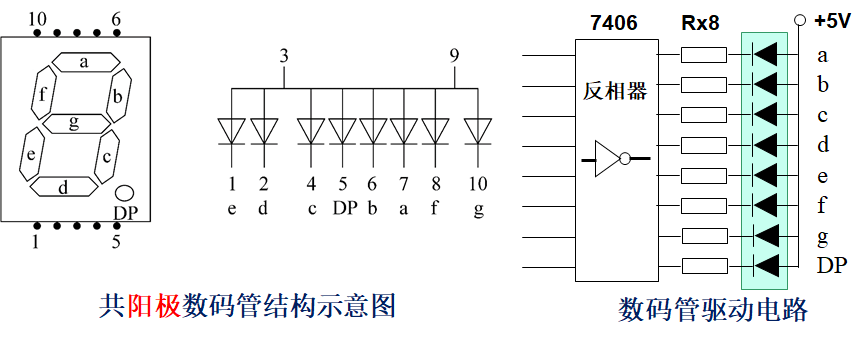 10 6
a
f
b
g
e
c
d
DP
1 5
3 9
1 2 4 5 6 7 8 10
e d c DP b a f g
共阳极数码管结构示意图
7406 Rx8 +5V
反相器
a
b
c
d
e
f
g
DP
数码管驱动电路